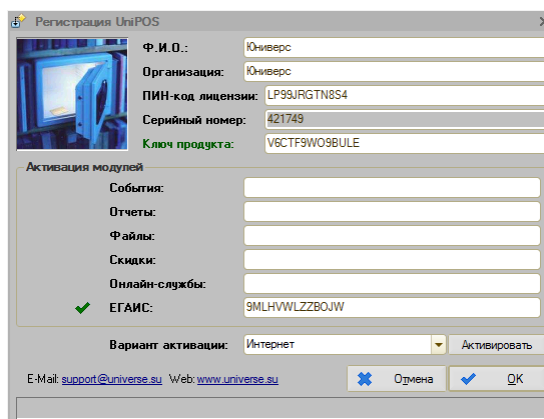 Регистрация UniPOS
Ф.И.О.: Юниверс
Организация: Юниверс
ПИН-код лицензии: LP99JRGTN8S4
Серийный номер: 421749
Ключ продукта: V6CTF9WO9BULE
Активация модулей
События:
Отчеты:
Файлы:
Скидки:
Онлайн-службы:
ЕГАИС: 9MLHVWLZZBOJW
Вариант активации: Интернет Активировать
E-Mail: support@universe.su Web: www.universe.su Отмена OK